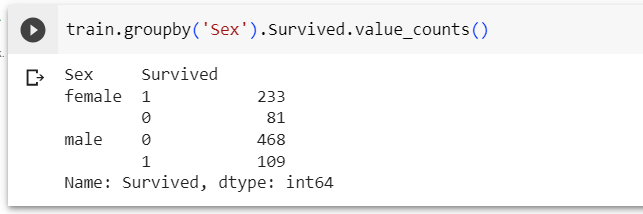 train.groupby('Sex').Survived.value_counts()
Sex     Survived
female  1           233
        0            81
male    0           468
        1           109
Name: Survived, dtype: int64